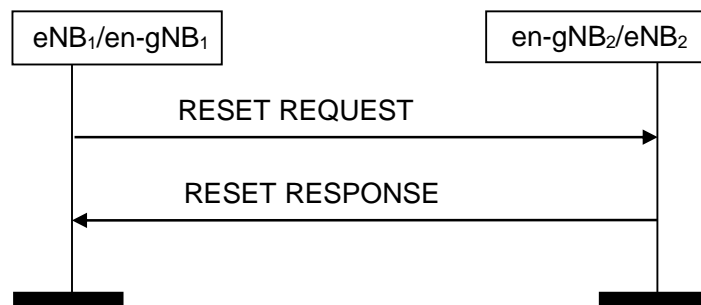 eNB₁/en-gNB₁
en-gNB₂/eNB₂
RESET REQUEST
RESET RESPONSE